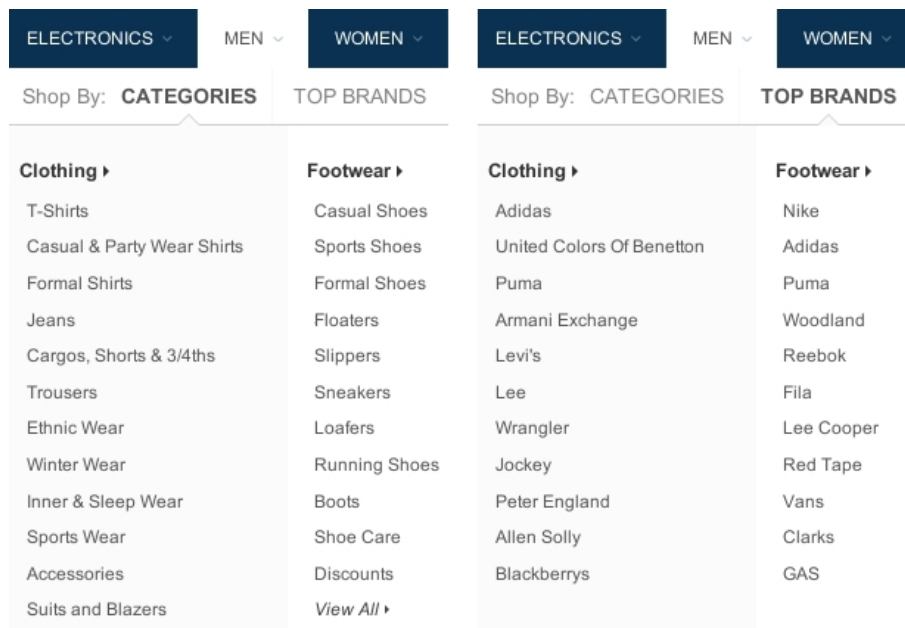 ELECTRONICS MEN WOMEN
Shop By: CATEGORIES TOP BRANDS
Clothing
T-Shirts
Casual & Party Wear Shirts
Formal Shirts
Jeans
Cargos, Shorts & 3/4ths
Trousers
Ethnic Wear
Winter Wear
Inner & Sleep Wear
Sports Wear
Accessories
Suits and Blazers
Footwear
Casual Shoes
Sports Shoes
Formal Shoes
Floaters
Slippers
Sneakers
Loafers
Running Shoes
Boots
Shoe Care
Discounts
View All
ELECTRONICS MEN WOMEN
Shop By: CATEGORIES TOP BRANDS
Clothing
Adidas
United Colors Of Benetton
Puma
Armani Exchange
Levi's
Lee
Wrangler
Jockey
Peter England
Allen Solly
Blackberrys
Footwear
Nike
Adidas
Puma
Woodland
Reebok
Fila
Lee Cooper
Red Tape
Vans
Clarks
GAS